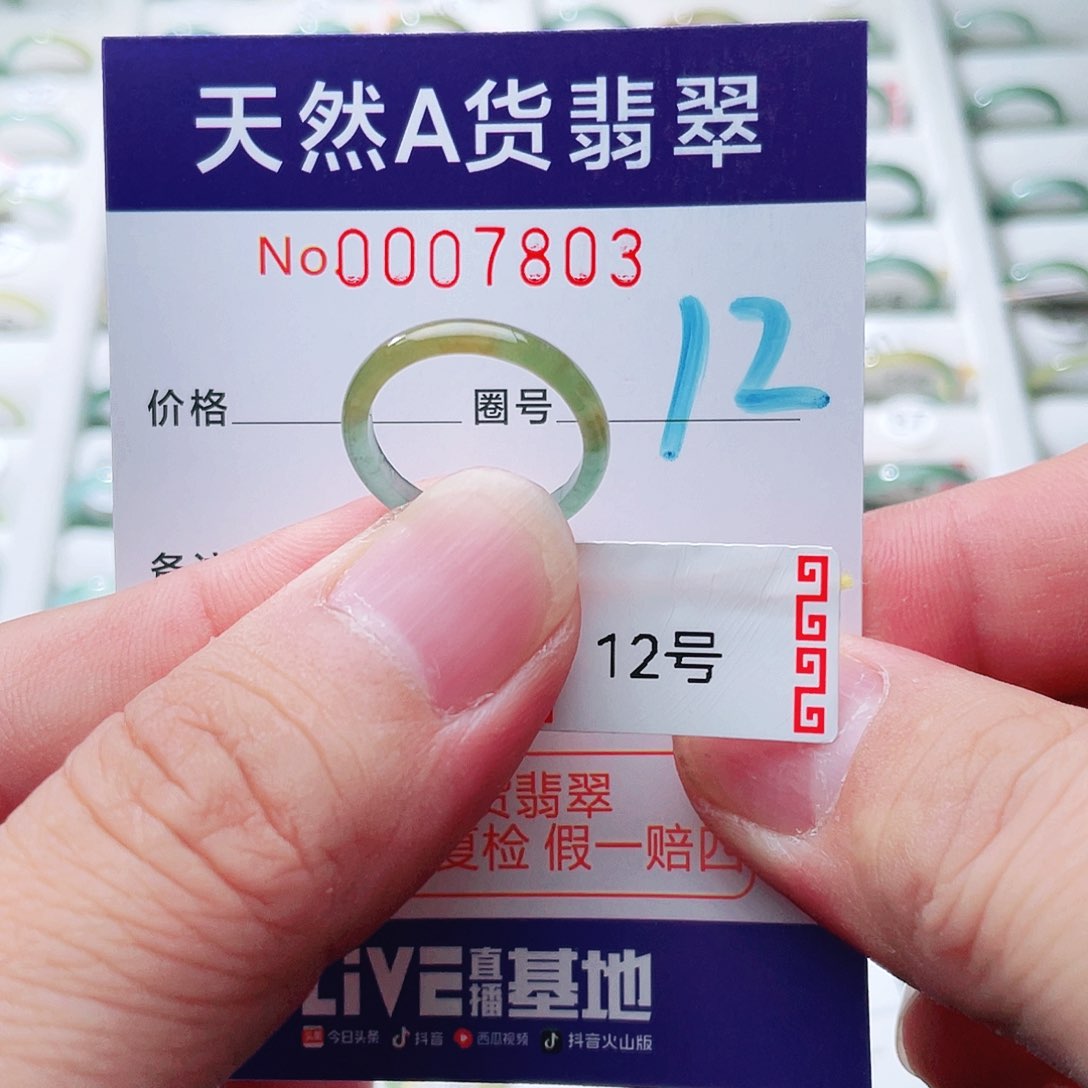 天然A货翡翠
No.0007803
价格 圈号 12
12号
货翡翠
复检 假一赔四
LiVE直播基地
今日头条 抖音 西瓜视频 抖音火山版